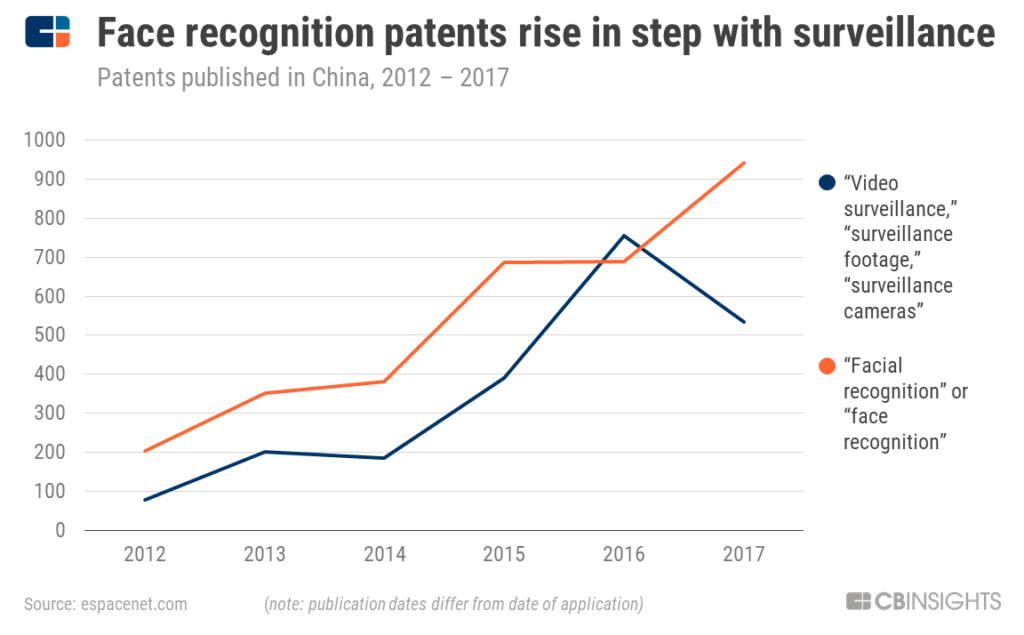 Face recognition patents rise in step with surveillance
Patents published in China, 2012 – 2017
1000
900
800
700
600
500
400
300
200
100
0
2012 2013 2014 2015 2016 2017
“Video
surveillance,”
“surveillance
footage,”
“surveillance
cameras”
“Facial
recognition” or
“face
recognition”
Source: espacenet.com
(note: publication dates differ from date of application)
CBINSIGHTS